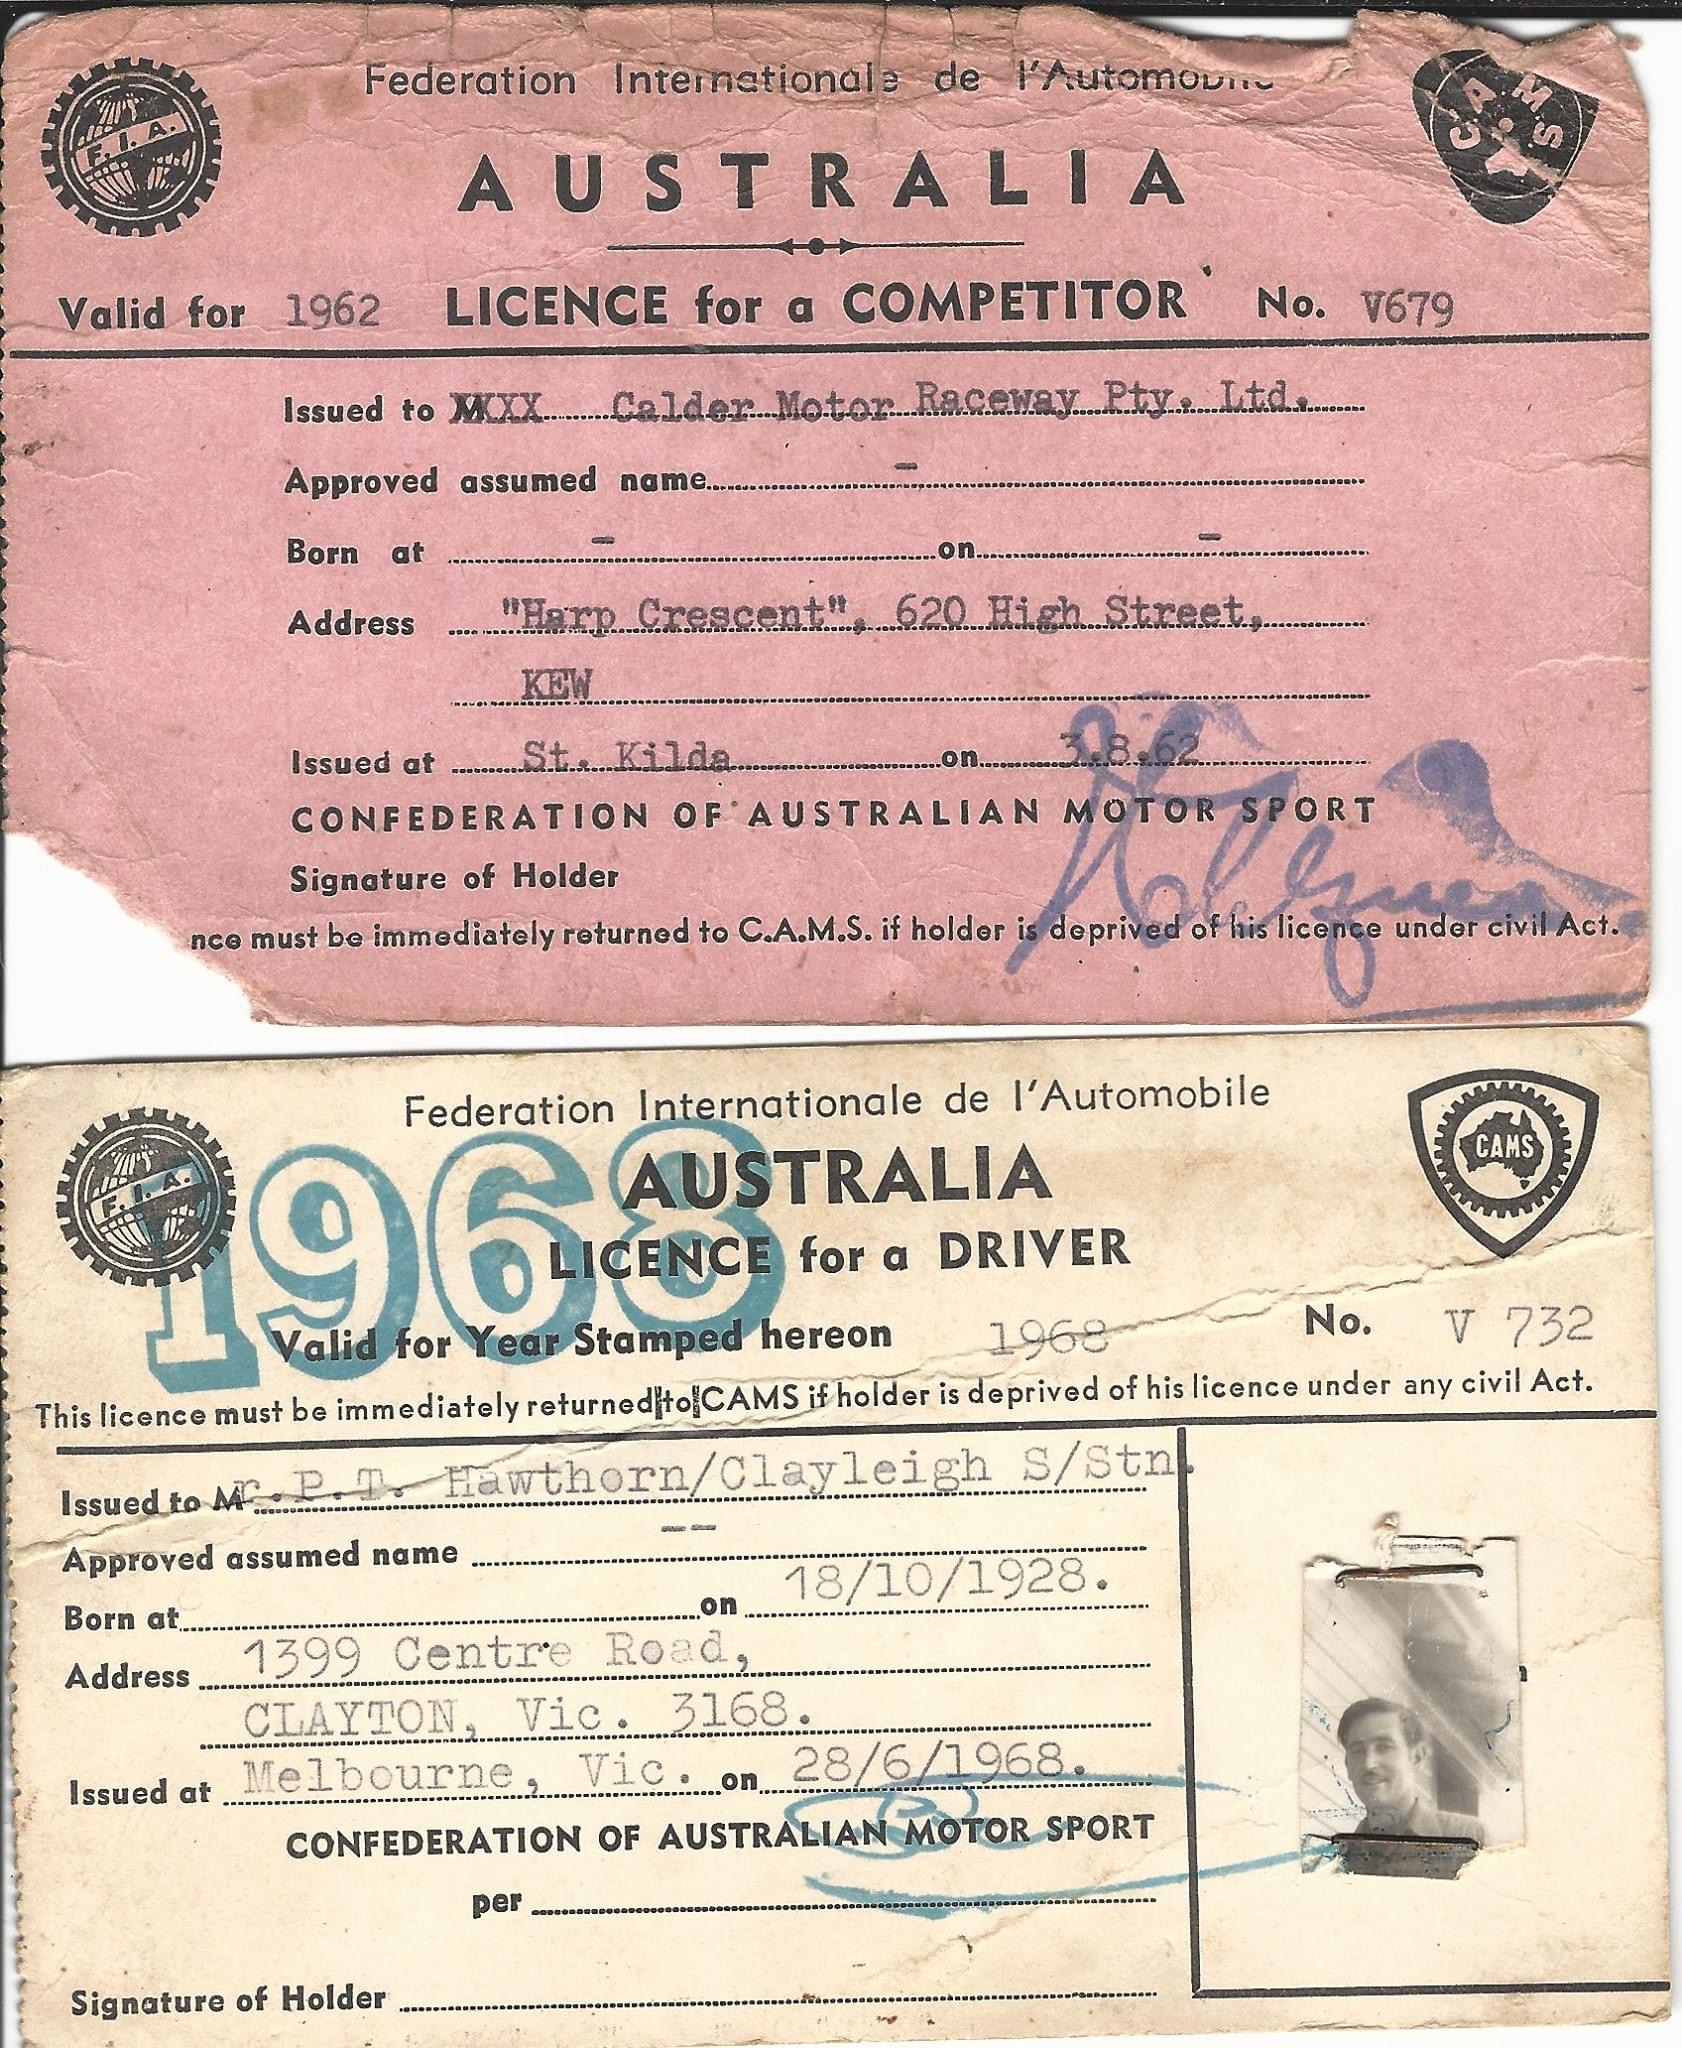 Federation Internationale de l'Automobile
F. I. A.
C A M S
AUSTRALIA
Valid for 1962 LICENCE for a COMPETITOR No. V679
Issued to MXXX Calder Motor Raceway Pty. Ltd.
Approved assumed name -
Born at - on -
Address "Harp Crescent", 620 High Street,
KEW
Issued at St. Kilda on 3.8.62
CONFEDERATION OF AUSTRALIAN MOTOR SPORT
Signature of Holder
nce must be immediately returned to C.A.M.S. if holder is deprived of his licence under civil Act.
Federation Internationale de l'Automobile
F. I. A.
CAMS
1968
AUSTRALIA
LICENCE for a DRIVER
Valid for Year Stamped hereon 1968 No. V 732
This licence must be immediately returned to CAMS if holder is deprived of his licence under any civil Act.
Issued to Mr. P.T. Hawthorn/Clayleigh S/Stn.
Approved assumed name --
Born at on 18/10/1928.
Address 1399 Centre Road,
CLAYTON, Vic. 3168.
Issued at Melbourne, Vic. on 28/6/1968.
CONFEDERATION OF AUSTRALIAN MOTOR SPORT
per
Signature of Holder